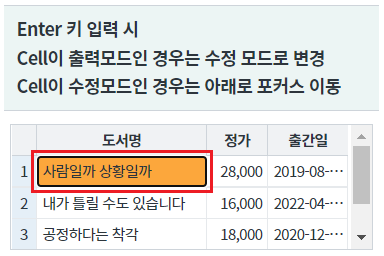 Enter 키 입력 시
Cell이 출력모드인 경우는 수정 모드로 변경
Cell이 수정모드인 경우는 아래로 포커스 이동
도서명 정가 출간일
1 사람일까 상황일까 28,000 2019-08-···
2 내가 틀릴 수도 있습니다 16,000 2022-04-···
3 공정하다는 착각 18,000 2020-12-···